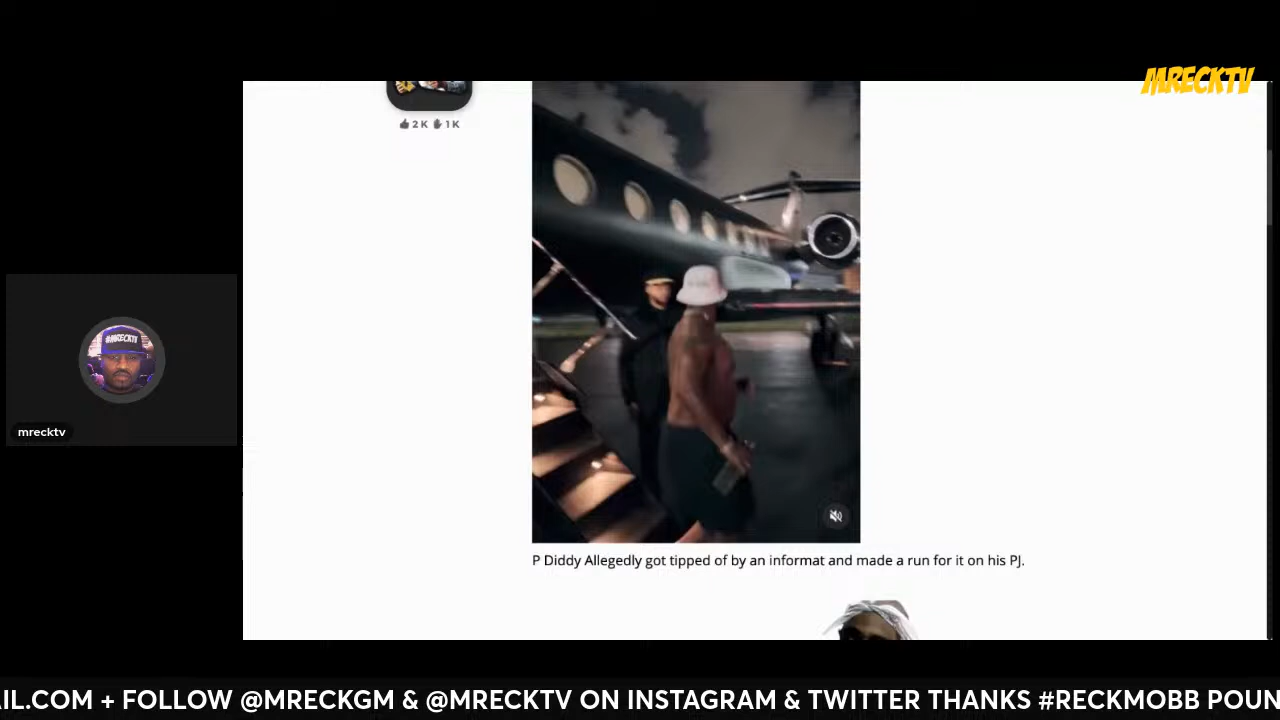 MRECKTV
2K 1K
#MRECKTV
mrecktv
P Diddy Allegedly got tipped of by an informat and made a run for it on his PJ.
IL.COM + FOLLOW @MRECKGM & @MRECKTV ON INSTAGRAM & TWITTER THANKS #RECKMOBB POUN